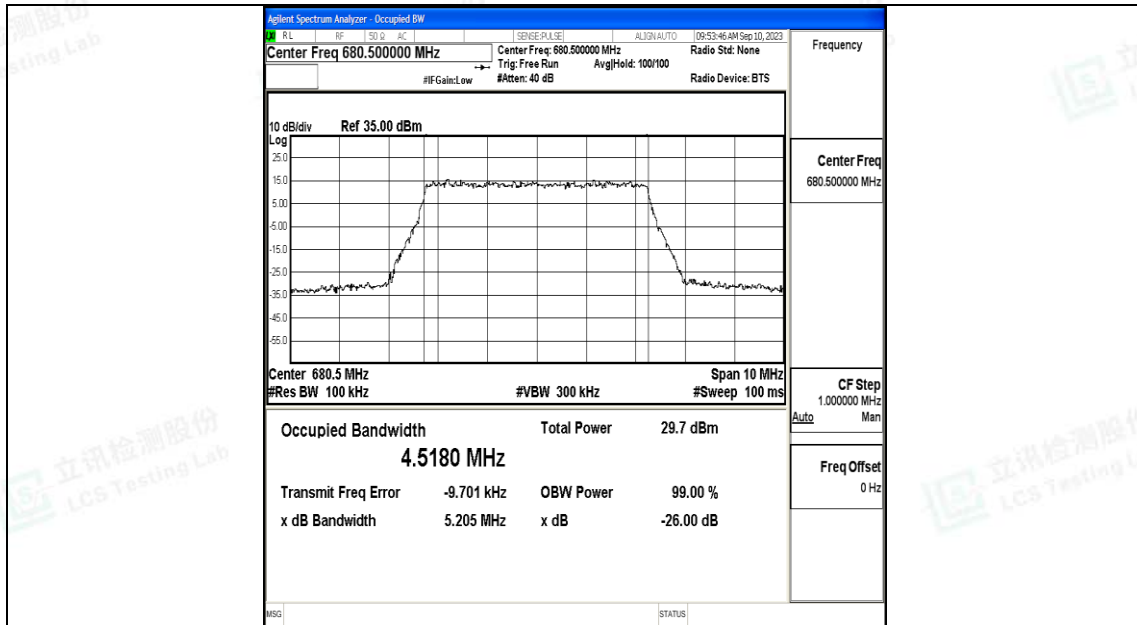 Agilent Spectrum Analyzer - Occupied BW
LXI RL RF 50 Ω AC SENSE:PULSE ALIGN AUTO 09:53:46 AM Sep 10, 2023
Center Freq 680.500000 MHz
Center Freq: 680.500000 MHz
Radio Std: None
Trig: Free Run
Avg|Hold: 100/100
#IFGain:Low
#Atten: 40 dB
Radio Device: BTS
10 dB/div
Ref 35.00 dBm
Log
25.0
15.0
5.00
-5.00
-15.0
-25.0
-35.0
-45.0
-55.0
Center 680.5 MHz
Span 10 MHz
#Res BW 100 kHz
#VBW 300 kHz
#Sweep 100 ms
Occupied Bandwidth
Total Power 29.7 dBm
4.5180 MHz
Transmit Freq Error -9.701 kHz
OBW Power 99.00 %
x dB Bandwidth 5.205 MHz
x dB -26.00 dB
MSG
STATUS
Frequency
Center Freq
680.500000 MHz
CF Step
1.000000 MHz
Auto Man
Freq Offset
0 Hz
立讯检测股份
LCS Testing Lab
立讯检测股份
LCS Testing L